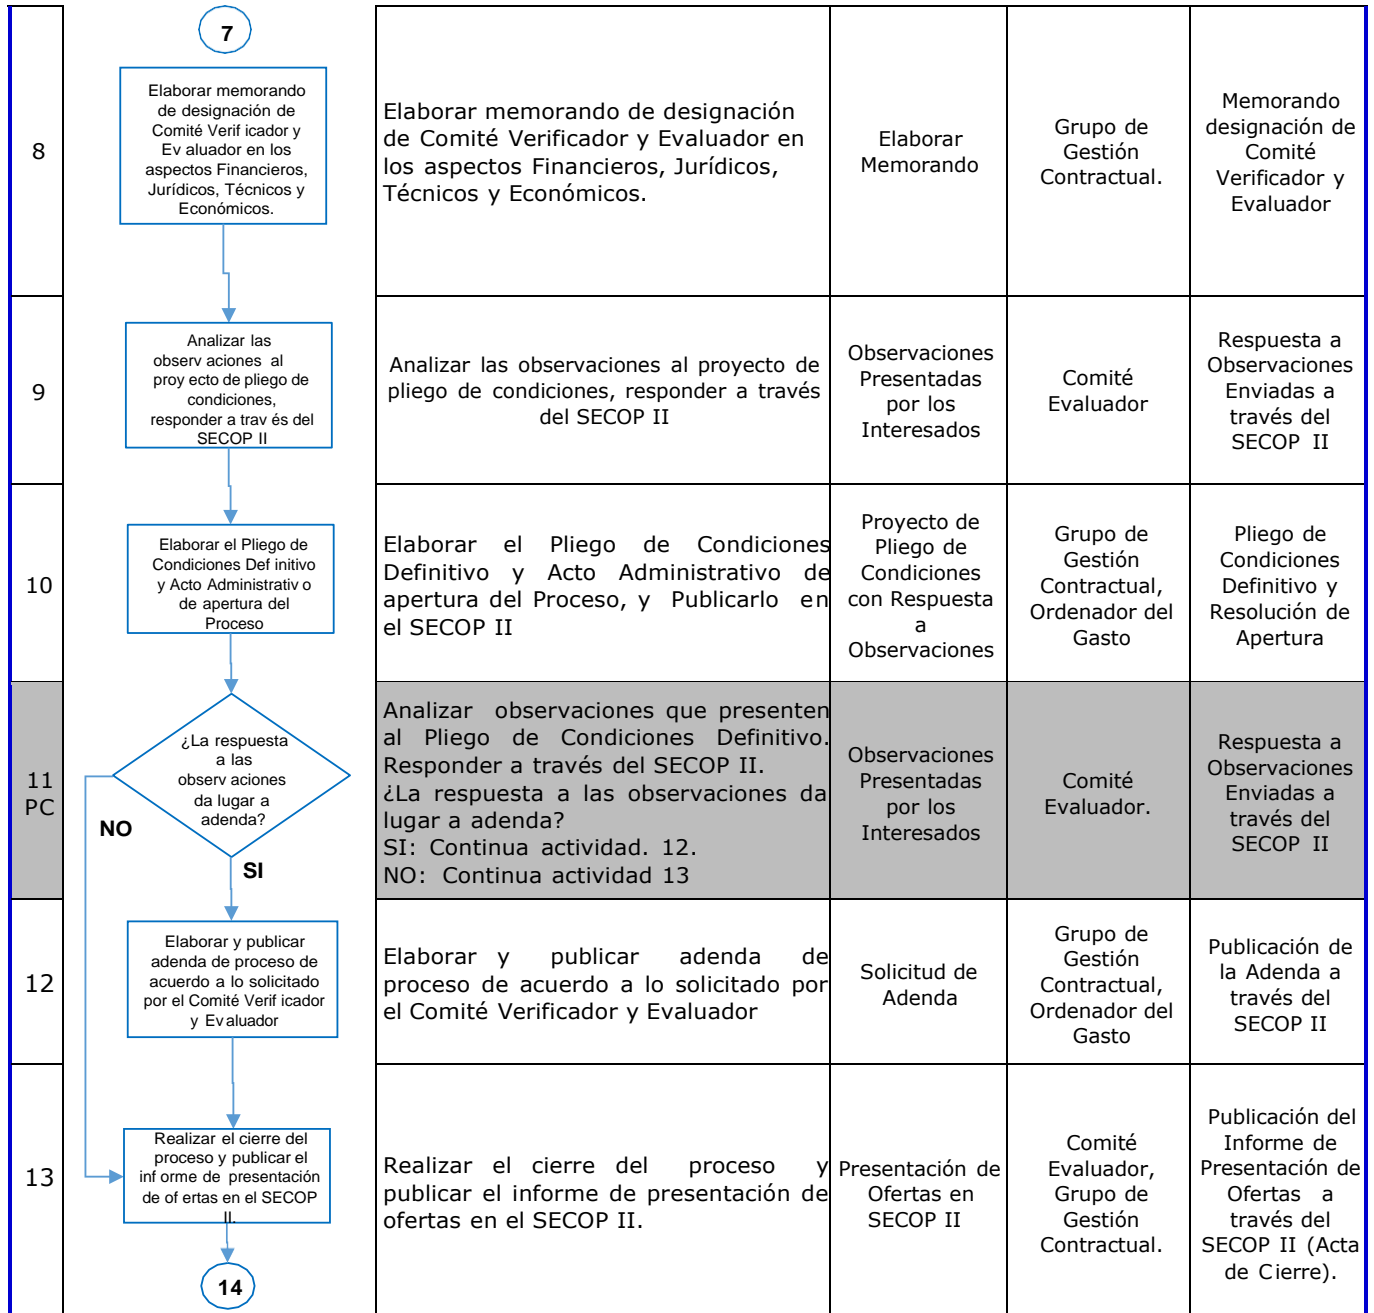 7
8
Elaborar memorando
de designación de
Comité Verif icador y
Ev aluador en los
aspectos Financieros,
Jurídicos, Técnicos y
Económicos.
Elaborar memorando de designación
de Comité Verificador y Evaluador en
los aspectos Financieros, Jurídicos,
Técnicos y Económicos.
Elaborar
Memorando
Grupo de
Gestión
Contractual.
Memorando
designación de
Comité
Verificador y
Evaluador
9
Analizar las
observ aciones al
proy ecto de pliego de
condiciones,
responder a trav és del
SECOP II
Analizar las observaciones al proyecto de
pliego de condiciones, responder a través
del SECOP II
Observaciones
Presentadas
por los
Interesados
Comité
Evaluador
Respuesta a
Observaciones
Enviadas a
través del
SECOP II
10
Elaborar el Pliego de
Condiciones Def initivo
y Acto Administrativ o
de apertura del
Proceso
Elaborar el Pliego de Condiciones
Definitivo y Acto Administrativo de
apertura del Proceso, y Publicarlo en
el SECOP II
Proyecto de
Pliego de
Condiciones
con Respuesta
a
Observaciones
Grupo de
Gestión
Contractual,
Ordenador del
Gasto
Pliego de
Condiciones
Definitivo y
Resolución de
Apertura
11
PC
¿La respuesta
a las
observ aciones
da lugar a
adenda?
NO
SI
Analizar observaciones que presenten
al Pliego de Condiciones Definitivo.
Responder a través del SECOP II.
¿La respuesta a las observaciones da
lugar a adenda?
SI: Continua actividad. 12.
NO: Continua actividad 13
Observaciones
Presentadas
por los
Interesados
Comité
Evaluador.
Respuesta a
Observaciones
Enviadas a
través del
SECOP II
12
Elaborar y publicar
adenda de proceso de
acuerdo a lo solicitado
por el Comité Verif icador
y Ev aluador
Elaborar y publicar adenda de
proceso de acuerdo a lo solicitado por
el Comité Verificador y Evaluador
Solicitud de
Adenda
Grupo de
Gestión
Contractual,
Ordenador del
Gasto
Publicación de
la Adenda a
través del
SECOP II
13
Realizar el cierre del
proceso y publicar el
inf orme de presentación
de of ertas en el SECOP
II.
Realizar el cierre del proceso y
publicar el informe de presentación de
ofertas en el SECOP II.
Presentación de
Ofertas en
SECOP II
Comité
Evaluador,
Grupo de
Gestión
Contractual.
Publicación del
Informe de
Presentación de
Ofertas a
través del
SECOP II (Acta
de Cierre).
14